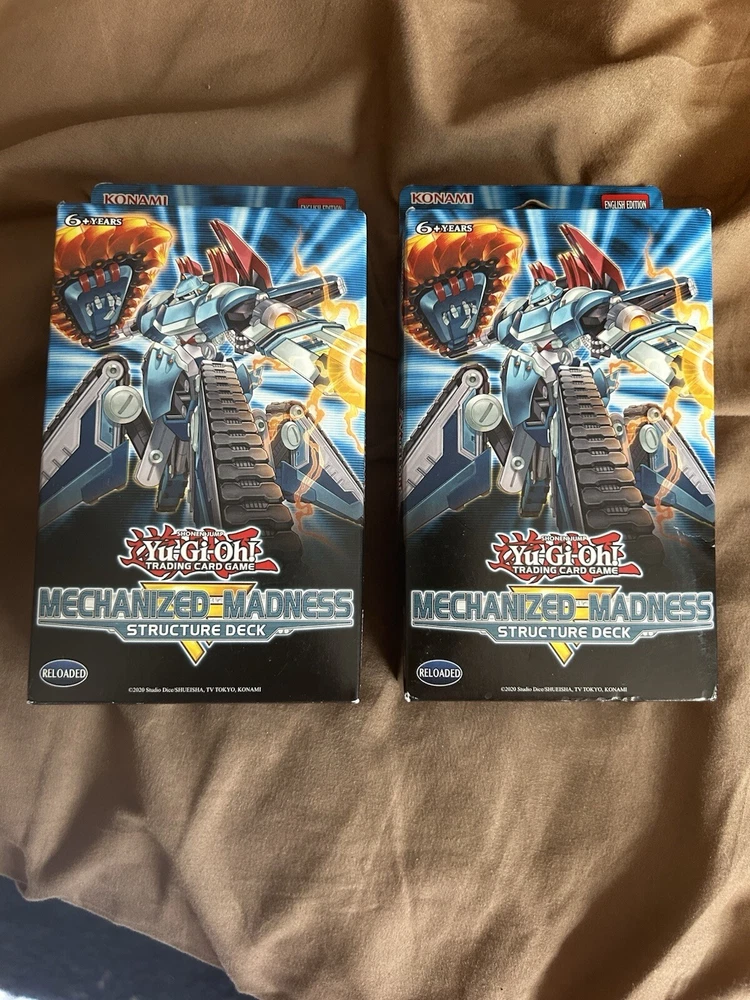 KONAMI
ENGLISH EDITION
6+YEARS
SHONEN JUMP
Yu-Gi-Oh!
TRADING CARD GAME
MECHANIZED MADNESS
STRUCTURE DECK
RELOADED
©2020 Studio Dice/SHUEISHA, TV TOKYO, KONAMI
KONAMI
ENGLISH EDITION
6+YEARS
SHONEN JUMP
Yu-Gi-Oh!
TRADING CARD GAME
MECHANIZED MADNESS
STRUCTURE DECK
RELOADED
©2020 Studio Dice/SHUEISHA, TV TOKYO, KONAMI